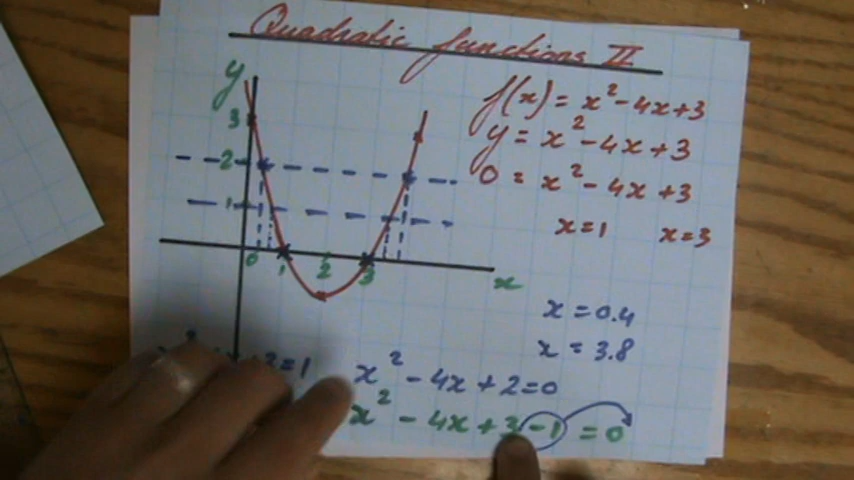 Quadratic functions II
y
3
2
1
0 1 2 3 x
f(x) = x² - 4x + 3
y = x² - 4x + 3
0 = x² - 4x + 3
x = 1 x = 3
x = 0.4
x = 3.8
= 1 x² - 4x + 2 = 0
x² - 4x + 3 - 1 = 0